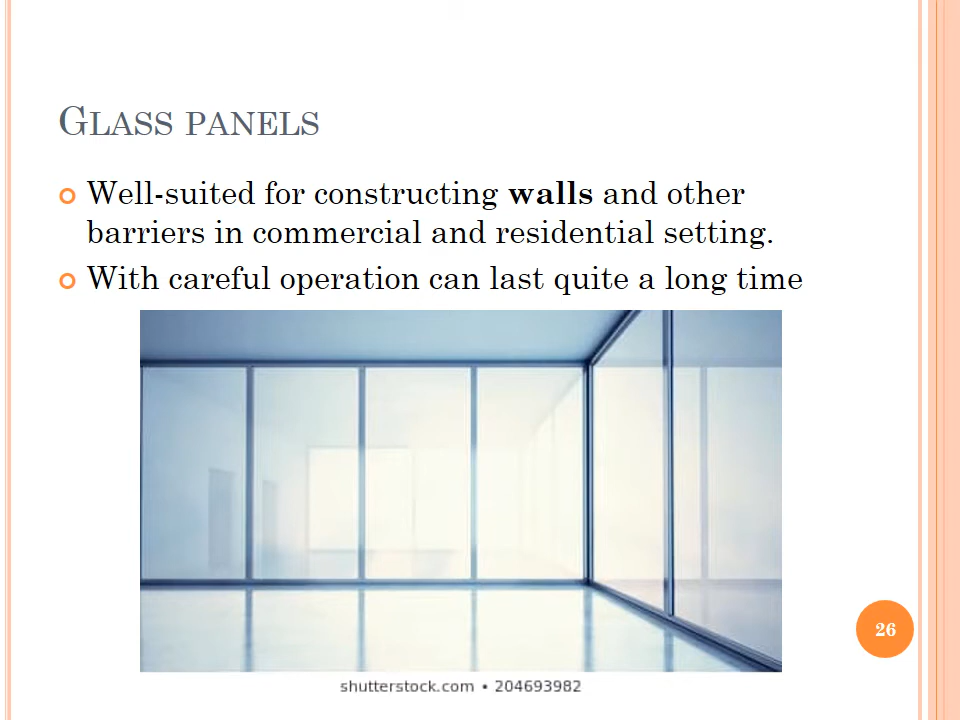 GLASS PANELS
Well-suited for constructing walls and other
barriers in commercial and residential setting.
With careful operation can last quite a long time
26
shutterstock.com • 204693982